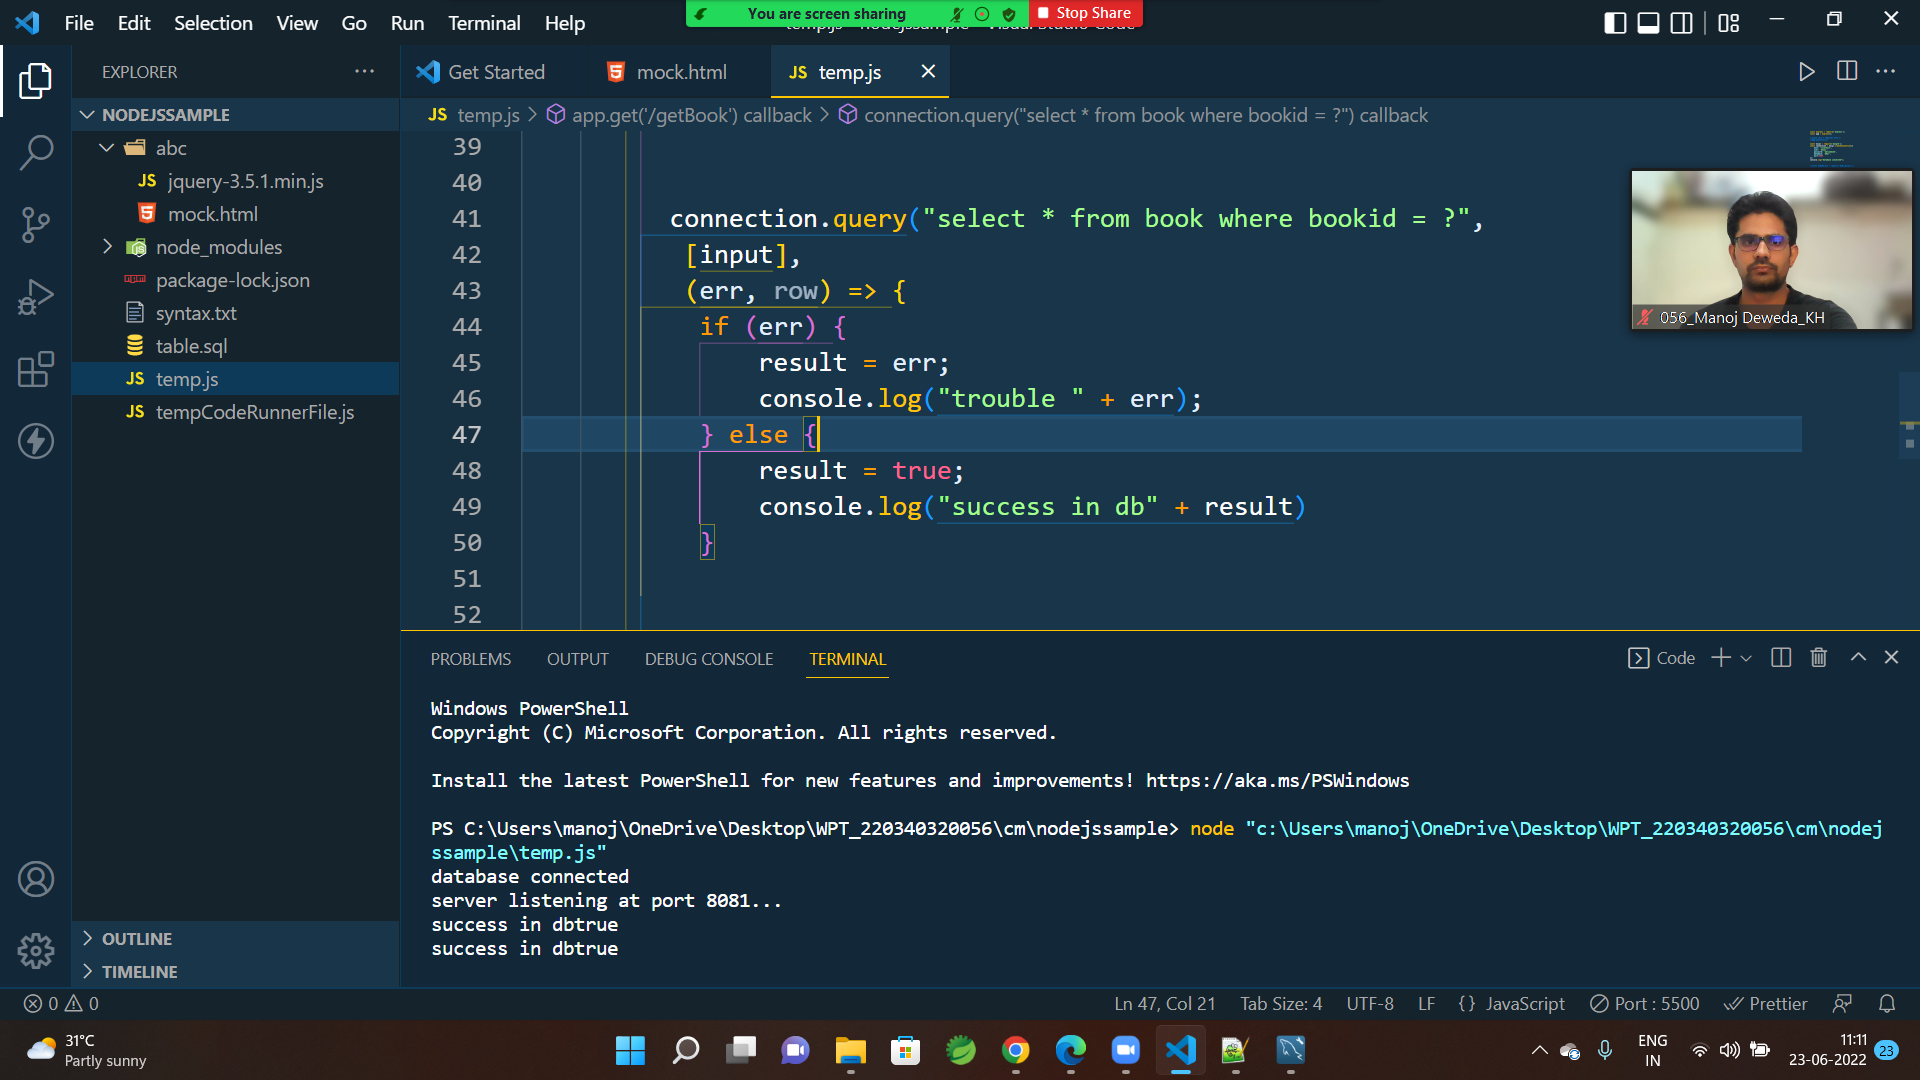 File Edit Selection View Go Run Terminal Help
You are screen sharing
Stop Share
EXPLORER
NODEJSSAMPLE
abc
JS jquery-3.5.1.min.js
mock.html
node_modules
package-lock.json
syntax.txt
table.sql
JS temp.js
JS tempCodeRunnerFile.js
OUTLINE
TIMELINE
Get Started
mock.html
JS temp.js
JS temp.js > app.get('/getBook') callback > connection.query("select * from book where bookid = ?") callback
39
40
41 connection.query("select * from book where bookid = ?",
42 [input],
43 (err, row) => {
44 if (err) {
45 result = err;
46 console.log("trouble " + err);
47 } else {
48 result = true;
49 console.log("success in db" + result)
50 }
51
52
056_Manoj Deweda_KH
PROBLEMS OUTPUT DEBUG CONSOLE TERMINAL
Code
Windows PowerShell
Copyright (C) Microsoft Corporation. All rights reserved.
Install the latest PowerShell for new features and improvements! https://aka.ms/PSWindows
PS C:\Users\manoj\OneDrive\Desktop\WPT_220340320056\cm\nodejssample> node "c:\Users\manoj\OneDrive\Desktop\WPT_220340320056\cm\nodej
ssample\temp.js"
database connected
server listening at port 8081...
success in dbtrue
success in dbtrue
0 0
Ln 47, Col 21 Tab Size: 4 UTF-8 LF {} JavaScript Port : 5500 Prettier
31°C
Partly sunny
ENG
IN
11:11
23-06-2022
23